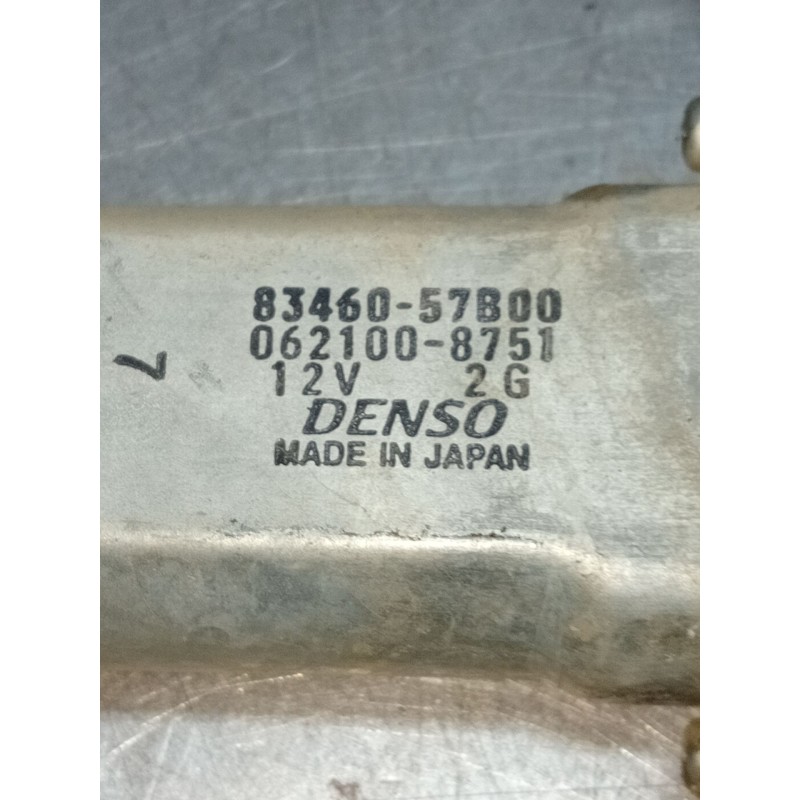 83460-57B00
062100-8751
12V 2G
DENSO
MADE IN JAPAN